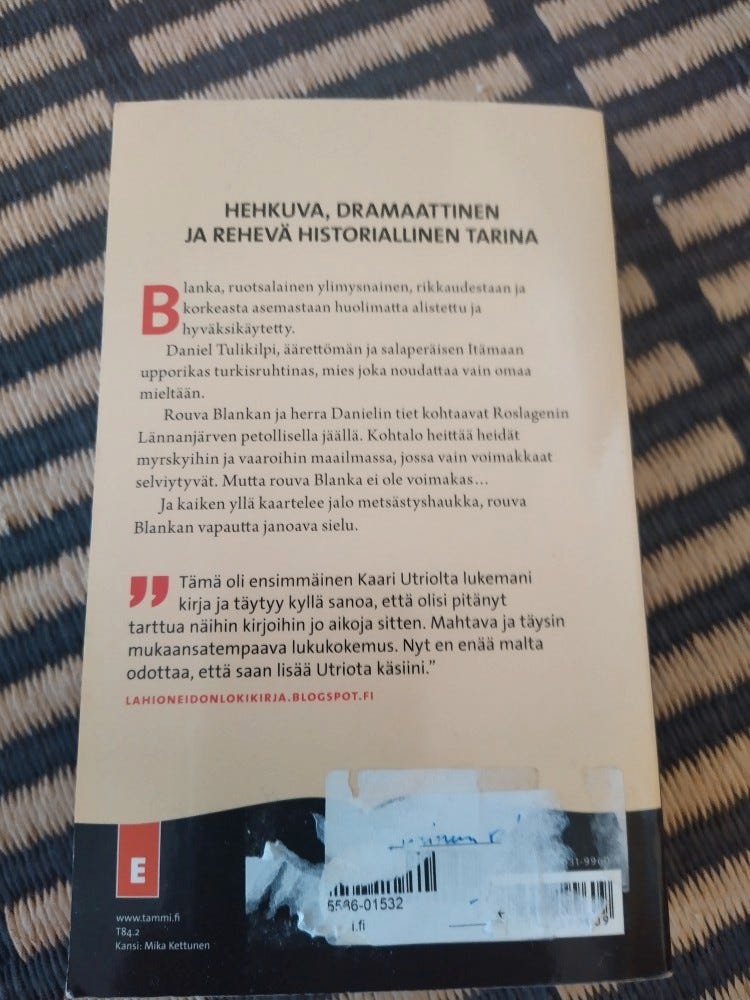 HEHKUVA, DRAMAATTINEN
JA REHEVÄ HISTORIALLINEN TARINA
Blanka, ruotsalainen ylimysnainen, rikkaudestaan ja
korkeasta asemastaan huolimatta alistettu ja
hyväksikäytetty.
Daniel Tulikilpi, äärettömän ja salaperäisen Itämaan
upporikas turkisruhtinas, mies joka noudattaa vain omaa
mieltään.
Rouva Blankan ja herra Danielin tiet kohtaavat Roslagenin
Lännanjärven petollisella jäällä. Kohtalo heittää heidät
myrskyihin ja vaaroihin maailmassa, jossa vain voimakkaat
selviytyvät. Mutta rouva Blanka ei ole voimakas…
Ja kaiken yllä kaartelee jalo metsästyshaukka, rouva
Blankan vapautta janoava sielu.
” Tämä oli ensimmäinen Kaari Utriolta lukemani
kirja ja täytyy kyllä sanoa, että olisi pitänyt
tarttua näihin kirjoihin jo aikoja sitten. Mahtava ja täysin
mukaansatempaava lukukokemus. Nyt en enää malta
odottaa, että saan lisää Utriota käsiini.”
LAHIONEIDONLOKIKIRJA.BLOGSPOT.FI
E
www.tammi.fi
T84.2
Kansi: Mika Kettunen
31-9960
5586-01532
i.fi